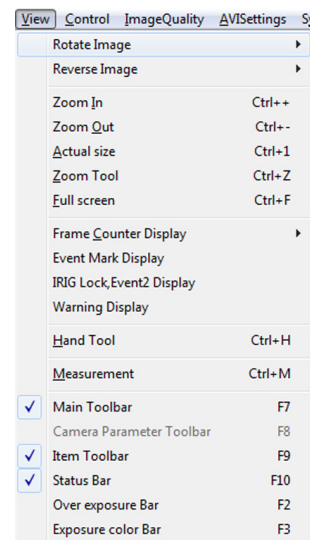 View Control ImageQuality AVISettings
Rotate Image
Reverse Image
Zoom In Ctrl++
Zoom Out Ctrl+-
Actual size Ctrl+1
Zoom Tool Ctrl+Z
Full screen Ctrl+F
Frame Counter Display
Event Mark Display
IRIG Lock,Event2 Display
Warning Display
Hand Tool Ctrl+H
Measurement Ctrl+M
Main Toolbar F7
Camera Parameter Toolbar F8
Item Toolbar F9
Status Bar F10
Over exposure Bar F2
Exposure color Bar F3